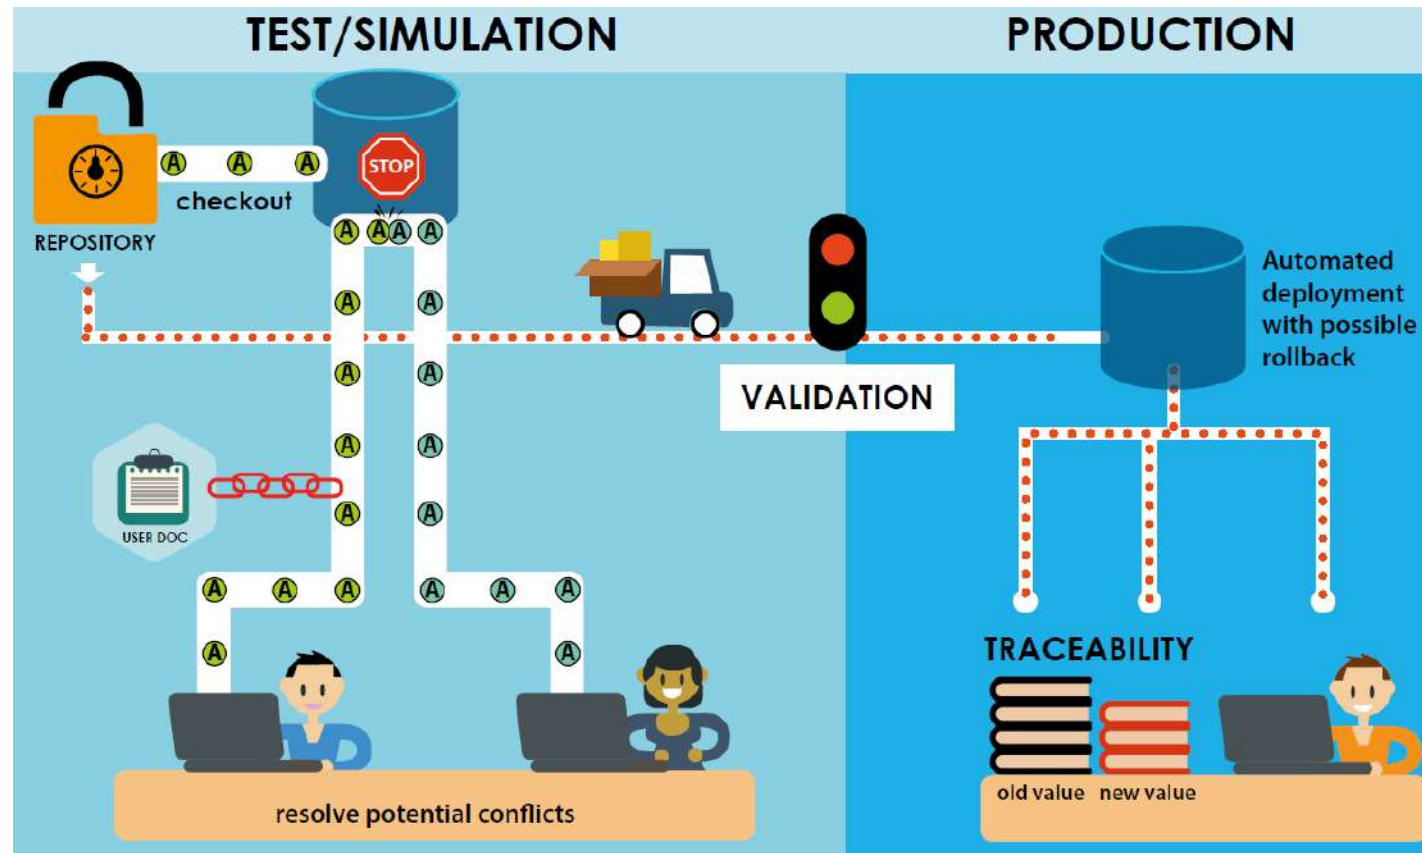 TEST/SIMULATION
PRODUCTION
STOP
A A A
checkout
REPOSITORY
A A A A
A A
Automated
deployment
with possible
rollback
A A
VALIDATION
A A
USER DOC
A A
A A A A A A
A A
TRACEABILITY
old value new value
resolve potential conflicts